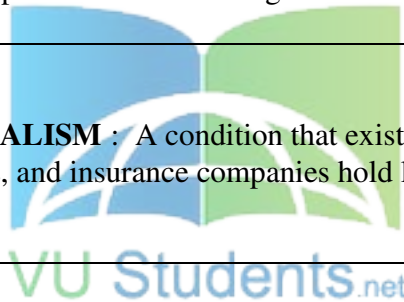 ALISM : A condition that exist
, and insurance companies hold
VU Students.net